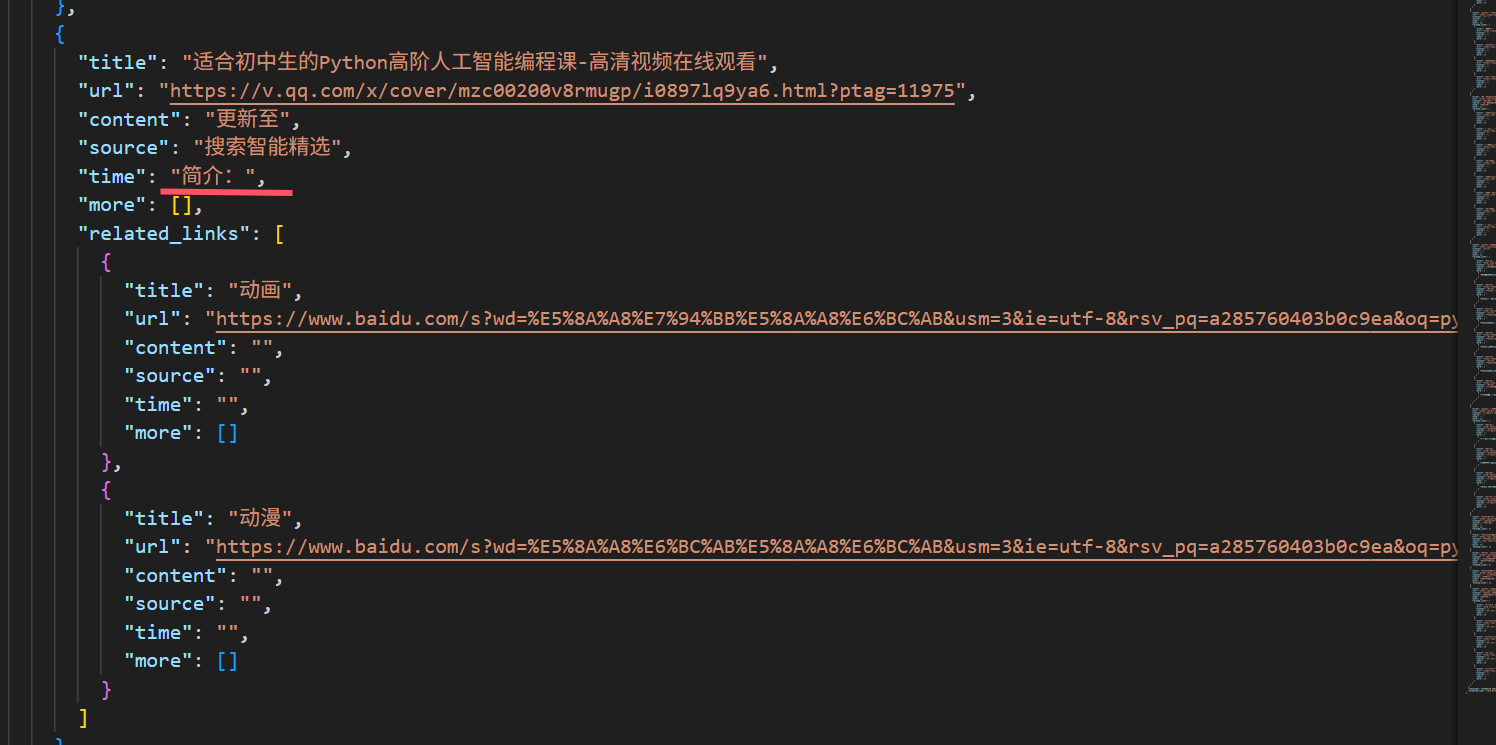 },
{
"title": "适合初中生的Python高阶人工智能编程课-高清视频在线观看",
"url": "https://v.qq.com/x/cover/mzc00200v8rmugp/i0897lq9ya6.html?ptag=11975",
"content": "更新至",
"source": "搜索智能精选",
"time": "简介：",
"more": [],
"related_links": [
{
"title": "动画",
"url": "https://www.baidu.com/s?wd=%E5%8A%A8%E7%94%BB%E5%8A%A8%E6%BC%AB&usm=3&ie=utf-8&rsv_pq=a285760403b0c9ea&oq=py
"content": "",
"source": "",
"time": "",
"more": []
},
{
"title": "动漫",
"url": "https://www.baidu.com/s?wd=%E5%8A%A8%E6%BC%AB%E5%8A%A8%E6%BC%AB&usm=3&ie=utf-8&rsv_pq=a285760403b0c9ea&oq=py
"content": "",
"source": "",
"time": "",
"more": []
}
]
}